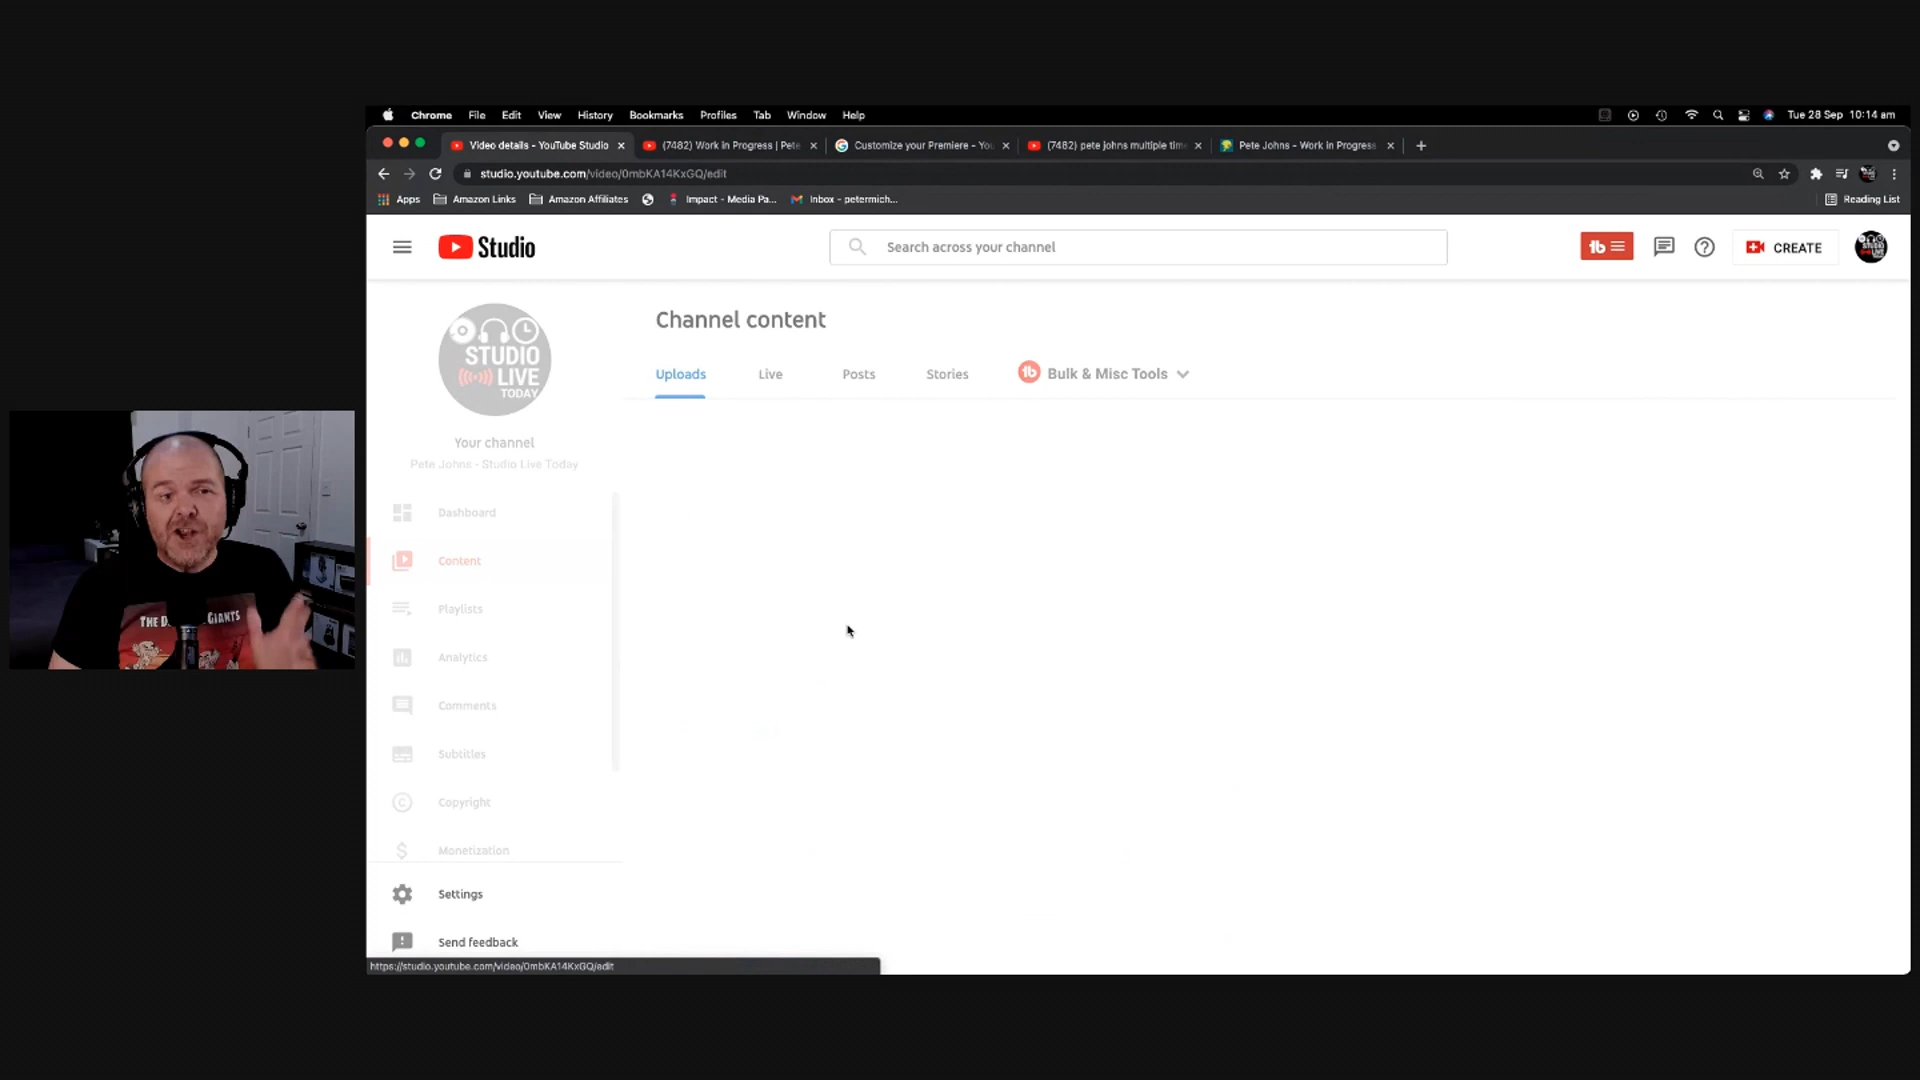 Chrome File Edit View History Bookmarks Profiles Tab Window Help Tue 28 Sep 10:14 am
Video details - YouTube Studio (7482) Work in Progress | Pete Customize your Premiere - You (7482) pete johns multiple tim Pete Johns - Work in Progress
studio.youtube.com/video/0mbKA14KxGQ/edit
Apps Amazon Links Amazon Affiliates Impact - Media Pa... Inbox - petermich... Reading List
Studio Search across your channel tb CREATE
STUDIO
LIVE
TODAY
Your channel
Pete Johns - Studio Live Today
Dashboard
Content
Playlists
Analytics
Comments
Subtitles
Copyright
Monetization
Settings
Send feedback
Channel content
Uploads Live Posts Stories tb Bulk & Misc Tools
https://studio.youtube.com/video/0mbKA14KxGQ/edit
THE D GIANTS